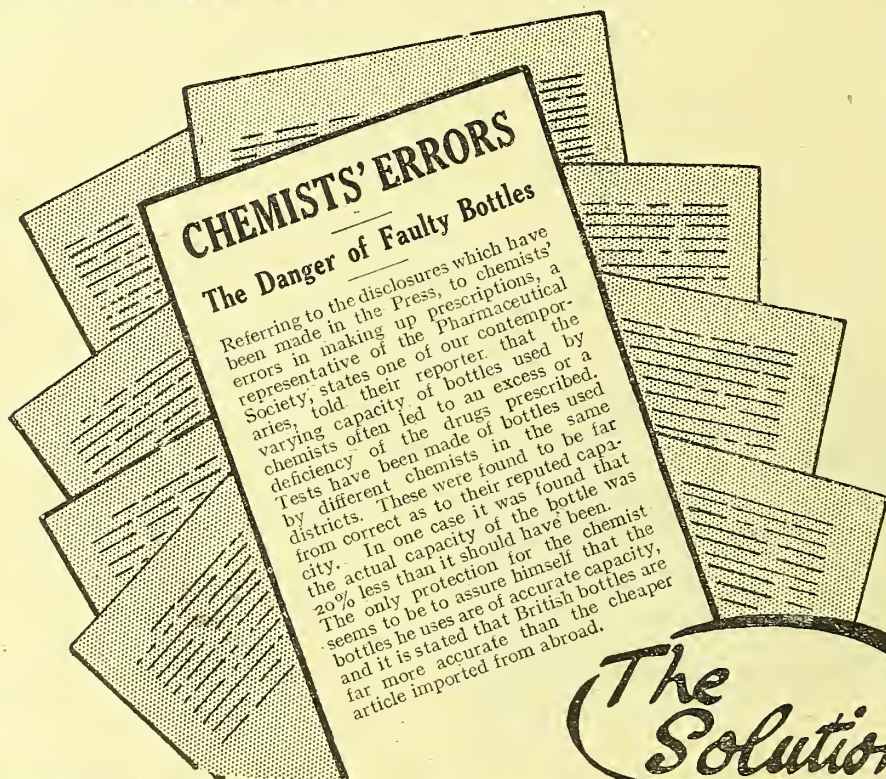 CHEMISTS' ERRORS
The Danger of Faulty Bottles
Referring to the disclosures which have
been made in the Press, to chemists'
errors in making up prescriptions, a
representative of the Pharmaceutical
Society, states one of our contempor-
aries, told their reporter that the
varying capacity of bottles used by
chemists often led to an excess or a
deficiency of the drugs prescribed.
Tests have been made of bottles used
by different chemists in the same
districts. These were found to be far
from correct as to their reputed capa-
city. In one case it was found that
the actual capacity of the bottle was
20% less than it should have been.
The only protection for the chemist
seems to be to assure himself that the
bottles he uses are of accurate capacity,
and it is stated that British bottles are
far more accurate than the cheaper
article imported from abroad.
The
Solution